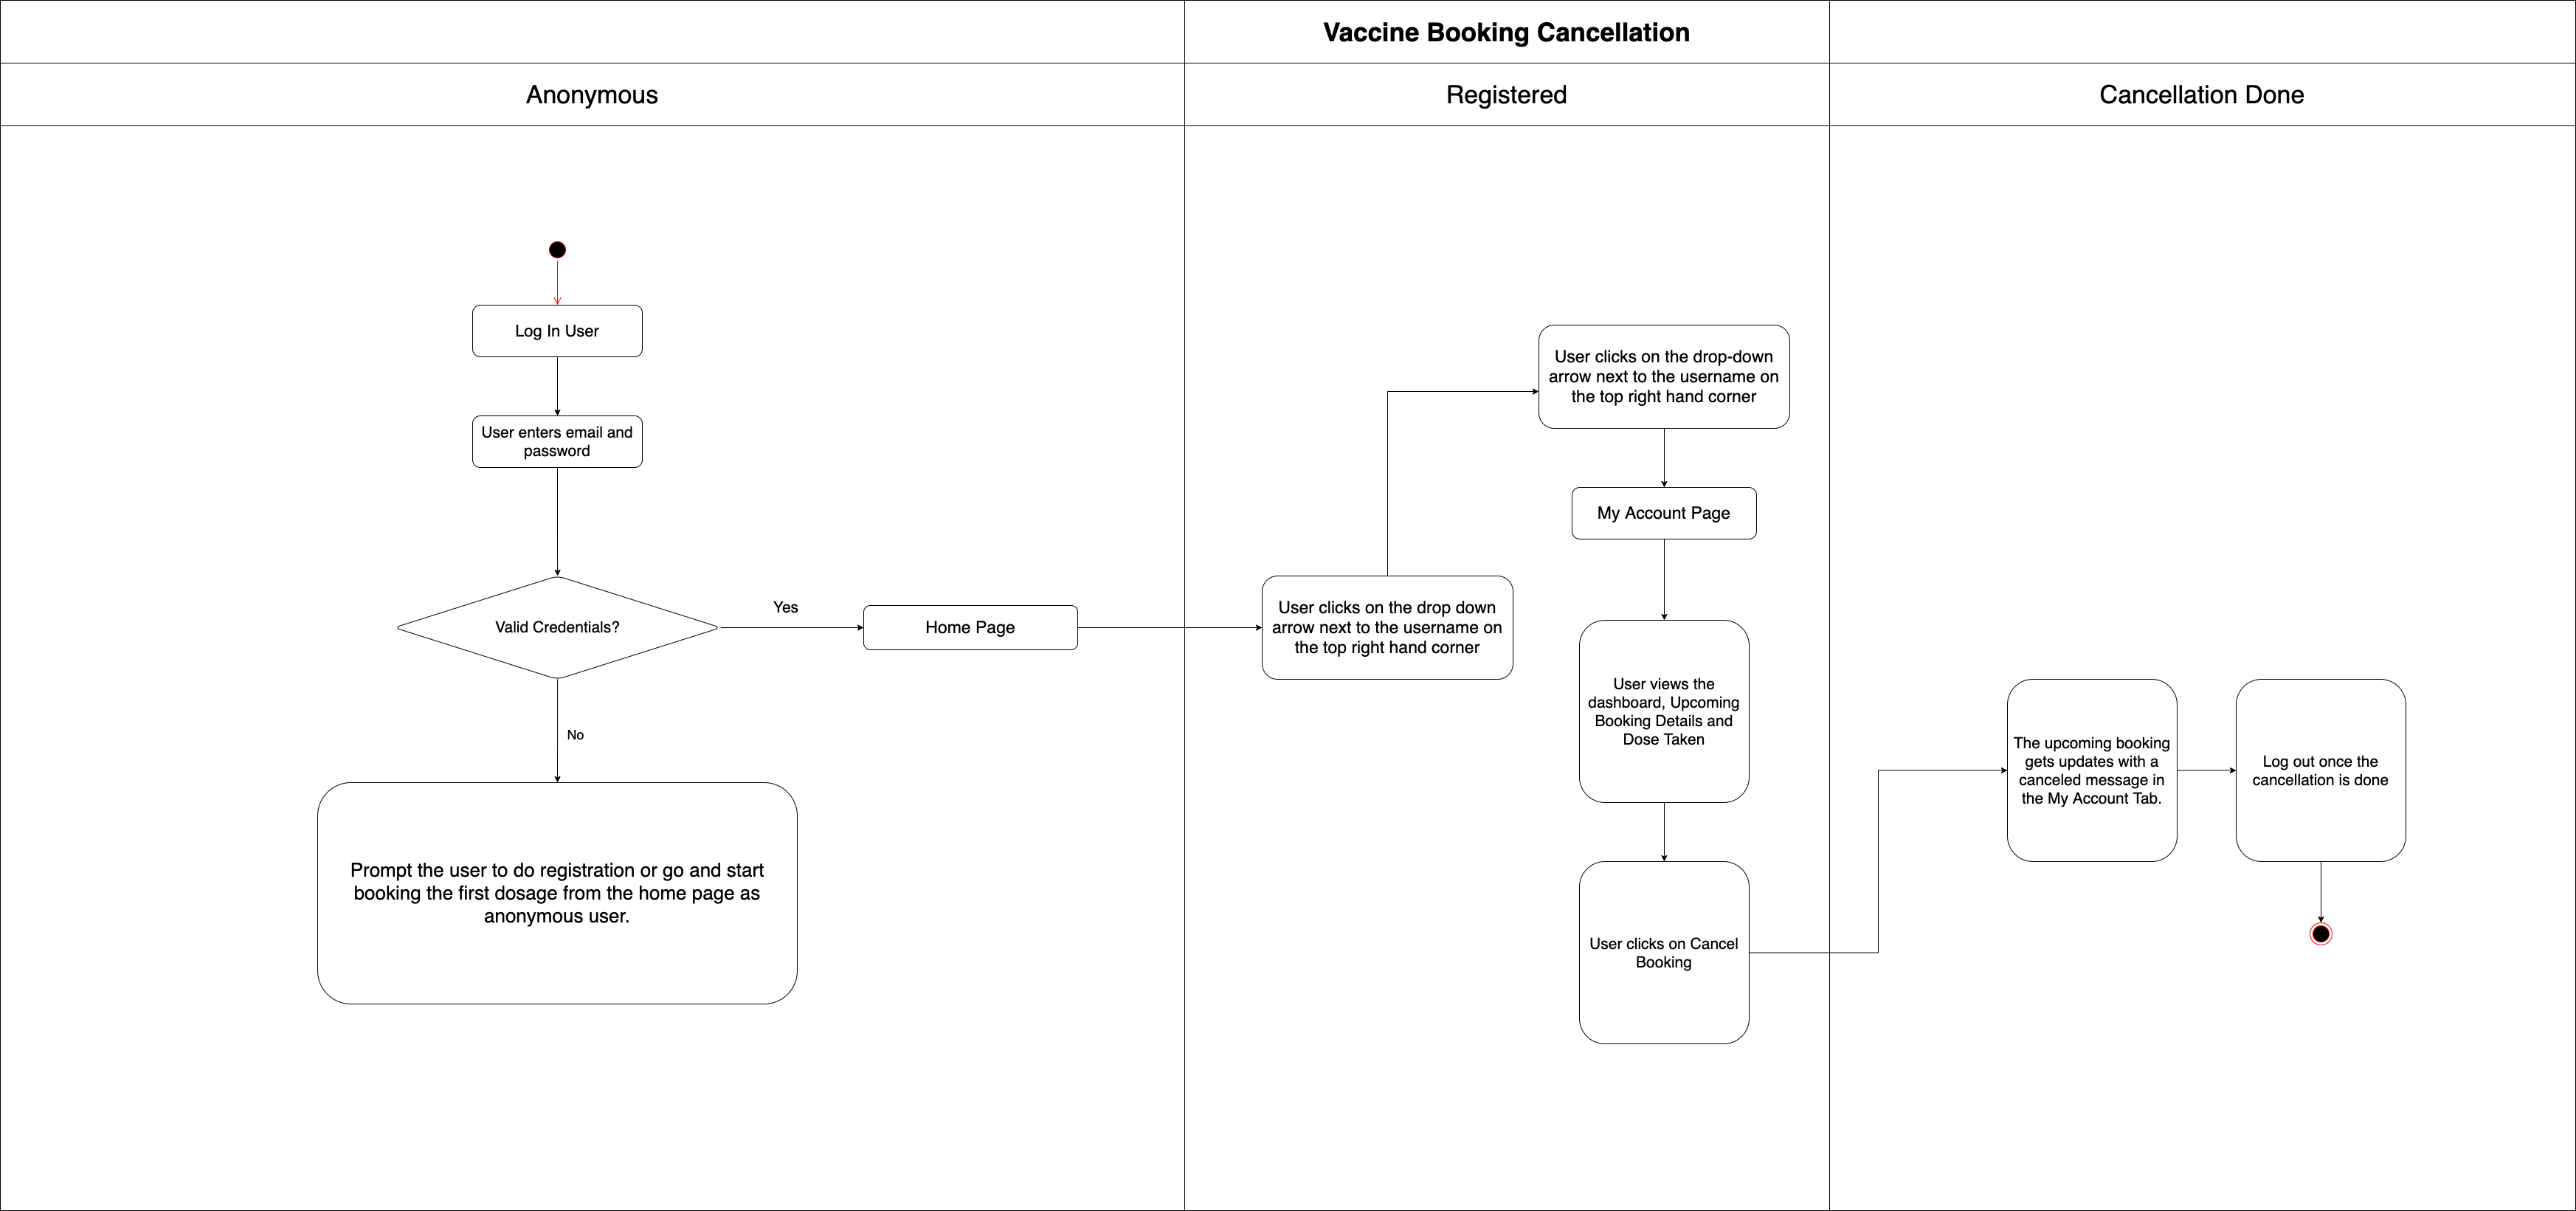 Vaccine Booking Cancellation
Anonymous
Registered
Cancellation Done
Log In User
User enters email and
password
Valid Credentials?
Yes
No
Home Page
Prompt the user to do registration or go and start
booking the first dosage from the home page as
anonymous user.
User clicks on the drop down
arrow next to the username on
the top right hand corner
User clicks on the drop-down
arrow next to the username on
the top right hand corner
My Account Page
User views the
dashboard, Upcoming
Booking Details and
Dose Taken
User clicks on Cancel
Booking
The upcoming booking
gets updates with a
canceled message in
the My Account Tab.
Log out once the
cancellation is done